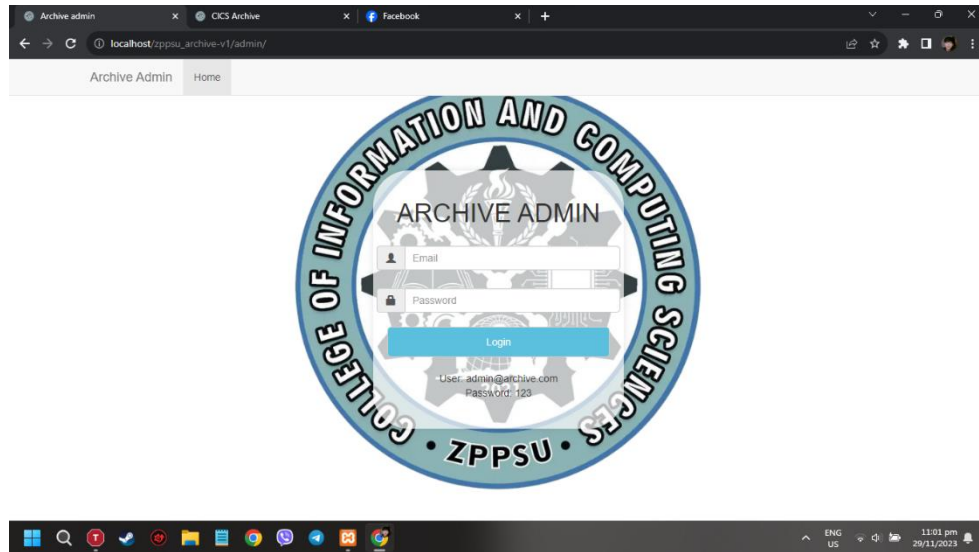 Archive admin
CICS Archive
Facebook
localhost/zppsu_archive-v1/admin/
Archive Admin
Home
COLLEGE OF INFORMATION AND COMPUTING SCIENCES
ARCHIVE ADMIN
Email
Password
Login
User: admin@archive.com
Password: 123
2021
• ZPPSU •
ENG
US
11:01 pm
29/11/2023